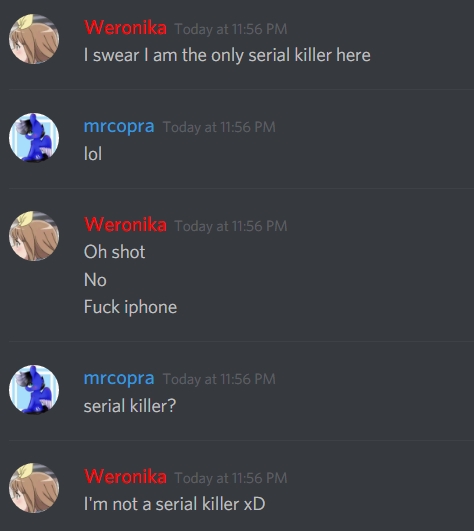 Weronika Today at 11:56 PM
I swear I am the only serial killer here
mrcopra Today at 11:56 PM
lol
Weronika Today at 11:56 PM
Oh shot
No
Fuck iphone
mrcopra Today at 11:56 PM
serial killer?
Weronika Today at 11:56 PM
I'm not a serial killer xD